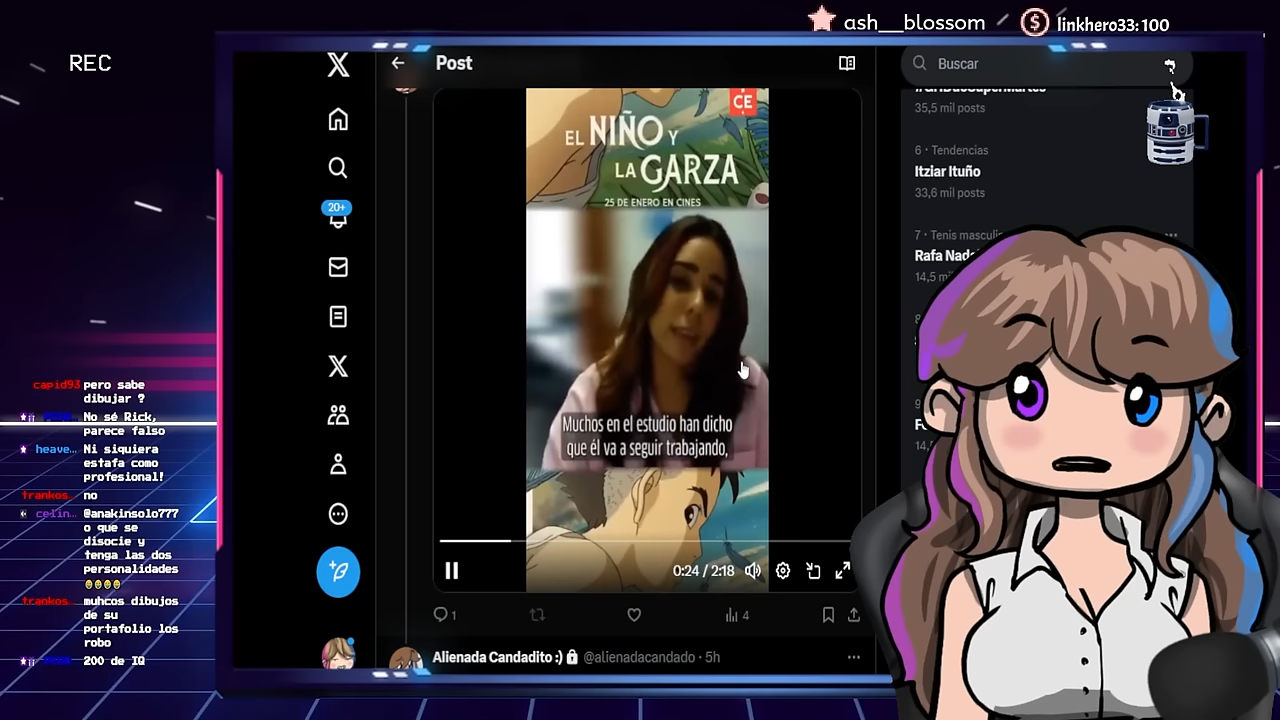 ash__blossom
linkhero33: 100
REC
Post
Buscar
35,5 mil posts
6 · Tendencias
Itziar Ituño
33,6 mil posts
7 · Tenis
Rafa
14,5
20+
CE
EL NIÑO Y
LA GARZA
25 DE ENERO EN CINES
Muchos en el estudio han dicho
que él va a seguir trabajando,
0:24 / 2:18
1
4
Alienada Candadito :) @alienadacandado · 5h
capid93 pero sabe
dibujar ?
No sé Rick,
parece falso
heave… Ni siquiera
estafa como
profesional!
trankos… no
celin… @anakinsolo777
o que se
disocie y
tenga las dos
personalidades
trankos… muhcos dibujos
de su
portafolio los
robo
200 de IQ